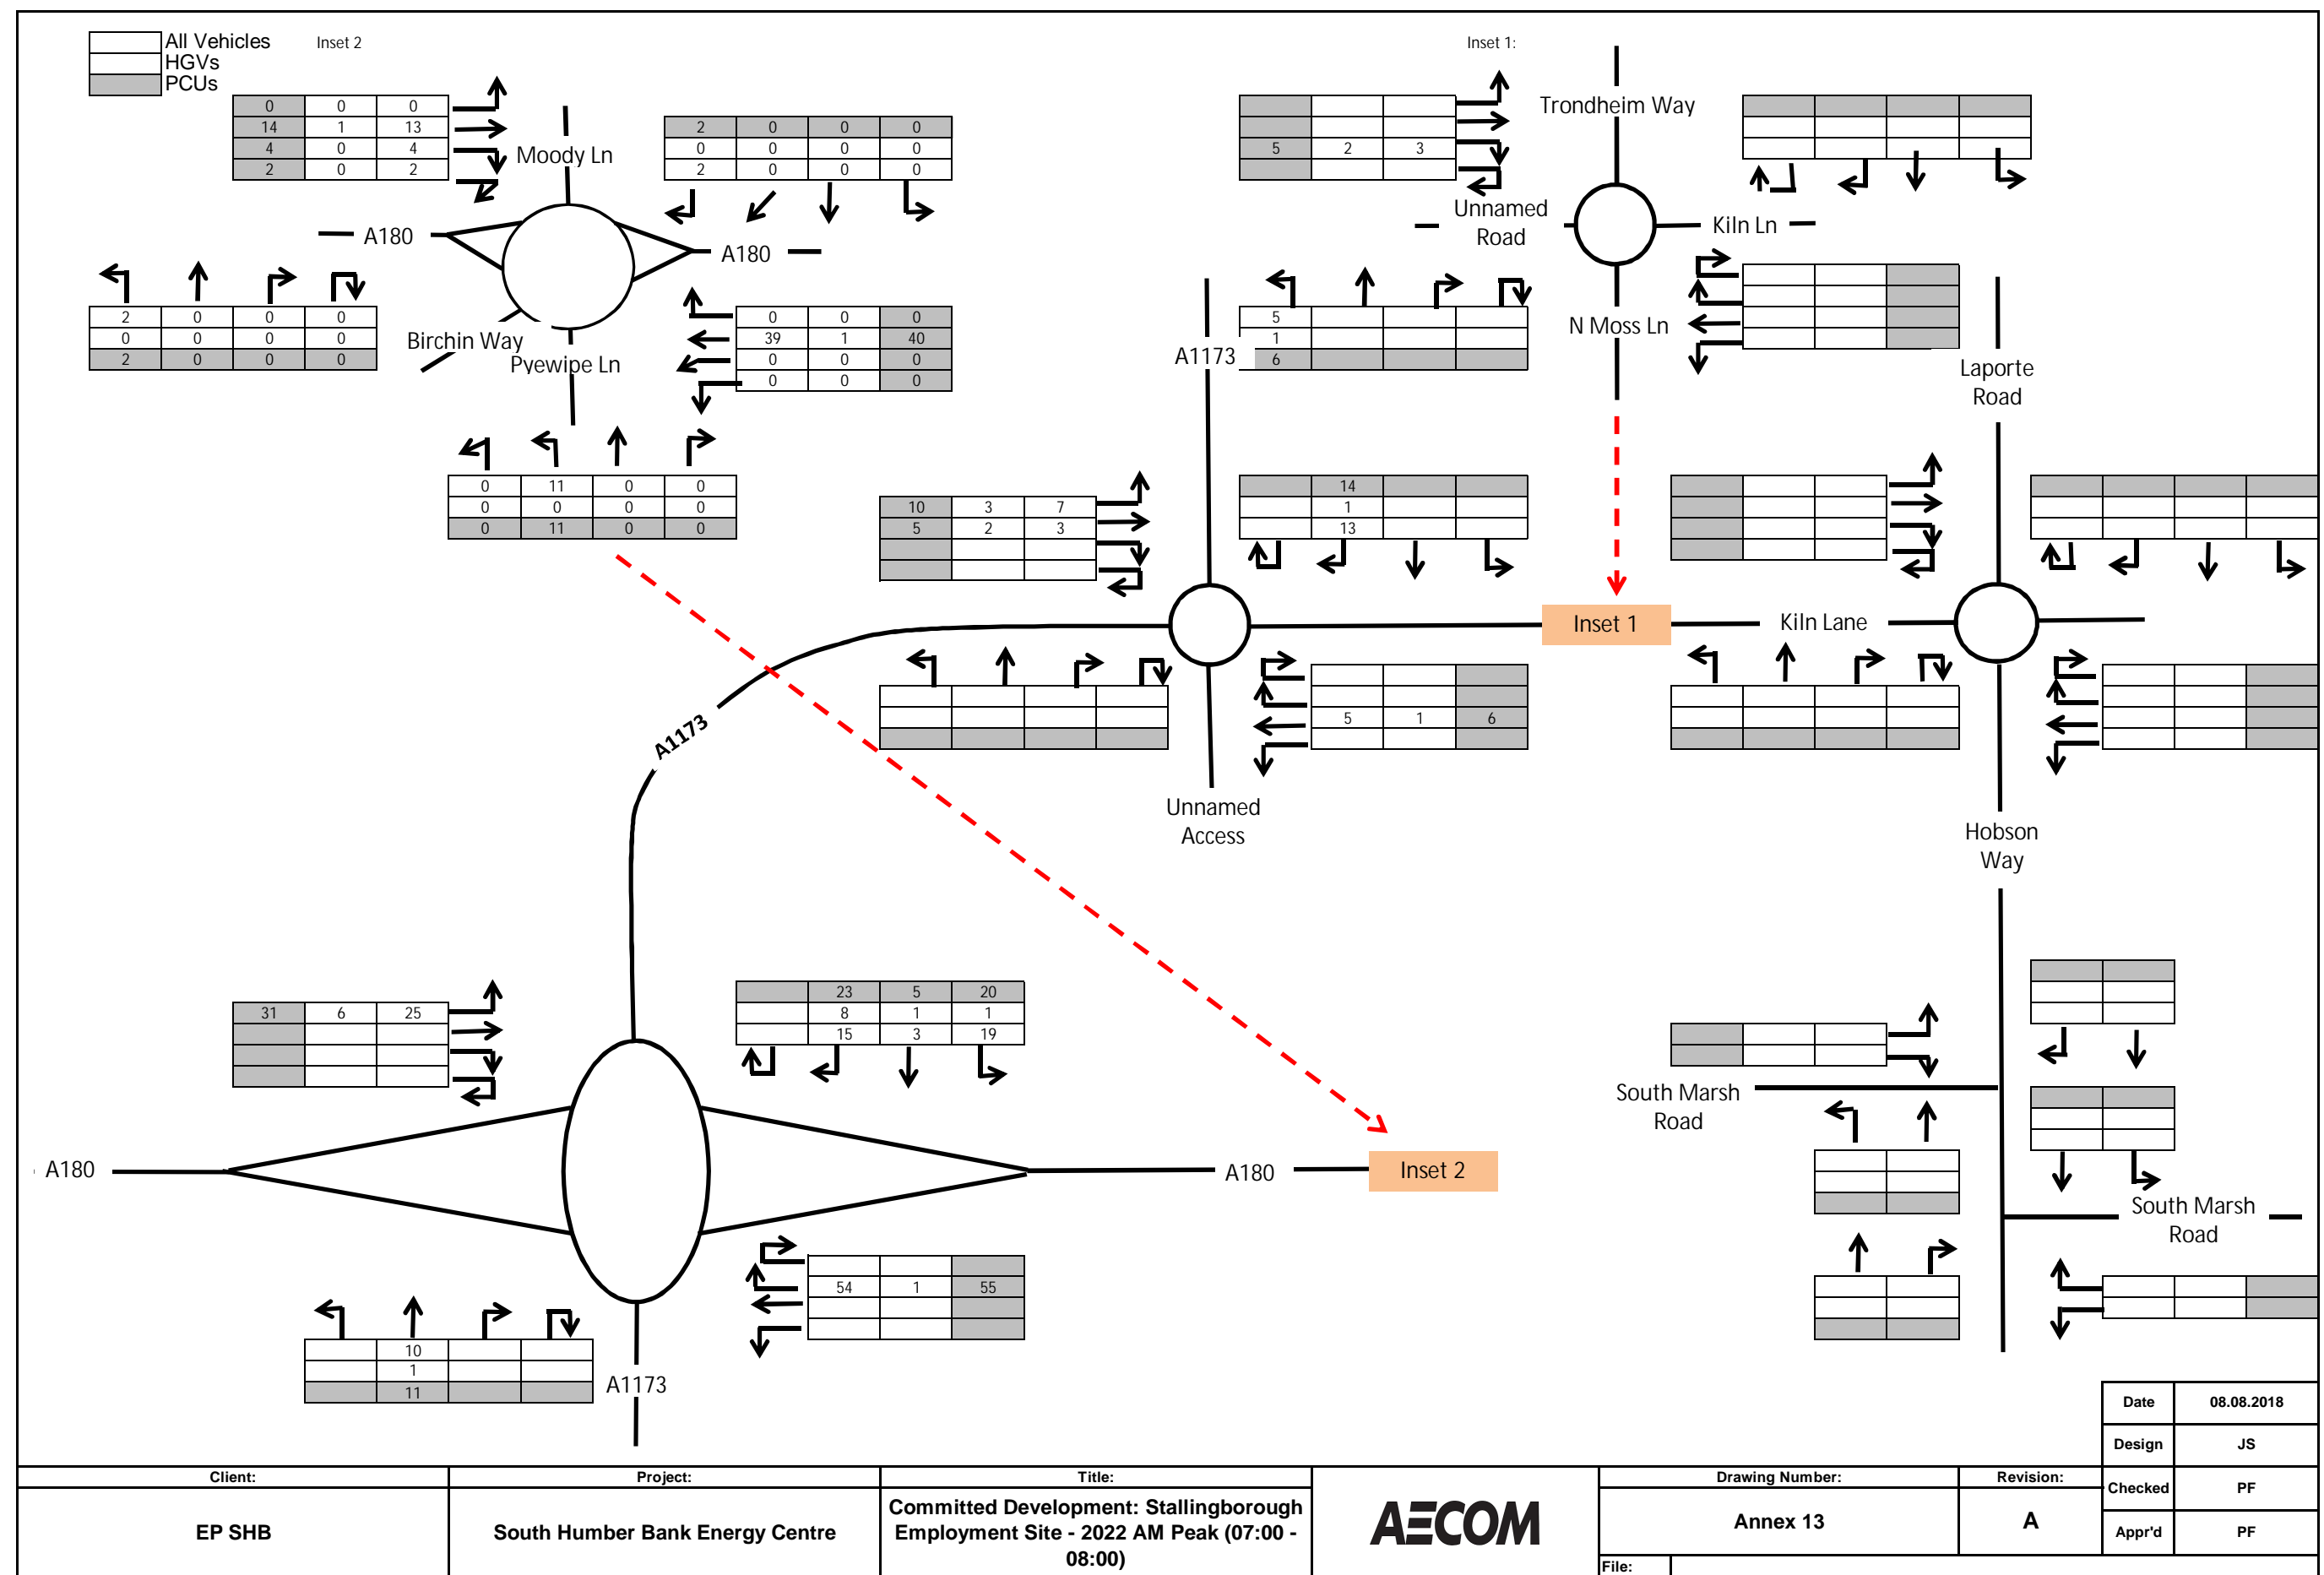 All Vehicles
HGVs
PCUs
Inset 2
0 0 0
14 1 13
4 0 4
2 0 2
Moody Ln
2 0 0 0
0 0 0 0
2 0 0 0
A180
A180
2 0 0 0
0 0 0 0
2 0 0 0
Birchin Way
Pyewipe Ln
0 0 0
39 1 40
0 0 0
0 0 0
0 11 0 0
0 0 0 0
0 11 0 0
Inset 1:
Trondheim Way
5 2 3
Unnamed
Road
Kiln Ln
N Moss Ln
5
1
6
A1173
Laporte
Road
10 3 7
5 2 3
14
1
13
Inset 1
Kiln Lane
5 1 6
A1173
Unnamed
Access
Hobson
Way
31 6 25
23 5 20
8 1 1
15 3 19
A180
A180
Inset 2
54 1 55
10
1
11
A1173
South Marsh
Road
South Marsh
Road
Date 08.08.2018
Design JS
Checked PF
Appr'd PF
Client:
EP SHB
Project:
South Humber Bank Energy Centre
Title:
Committed Development: Stallingborough
Employment Site - 2022 AM Peak (07:00 -
08:00)
AECOM
Drawing Number:
Annex 13
Revision:
A
File: